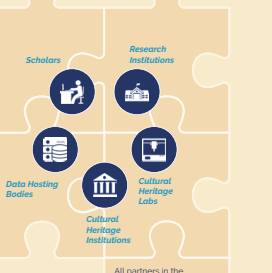 Research
Scholars
Institutions
Data Hosting
Bodies
Cultural
Heritage
Labs
Cultural
Heritage
Institutions
All partners in the